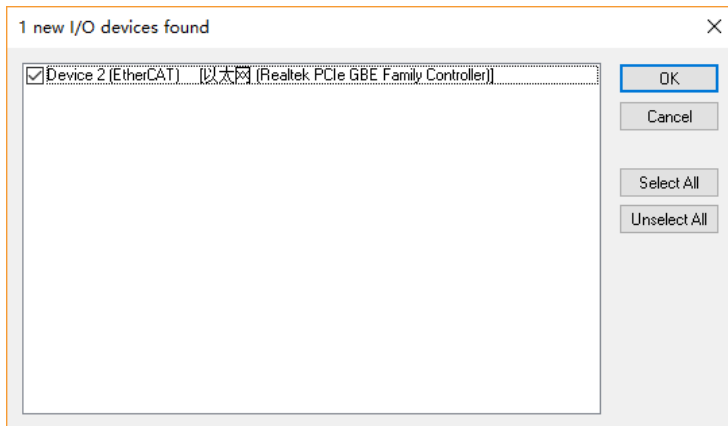 1 new I/O devices found
Device 2 (EtherCAT) [以太网 (Realtek PCIe GBE Family Controller)]
OK
Cancel
Select All
Unselect All